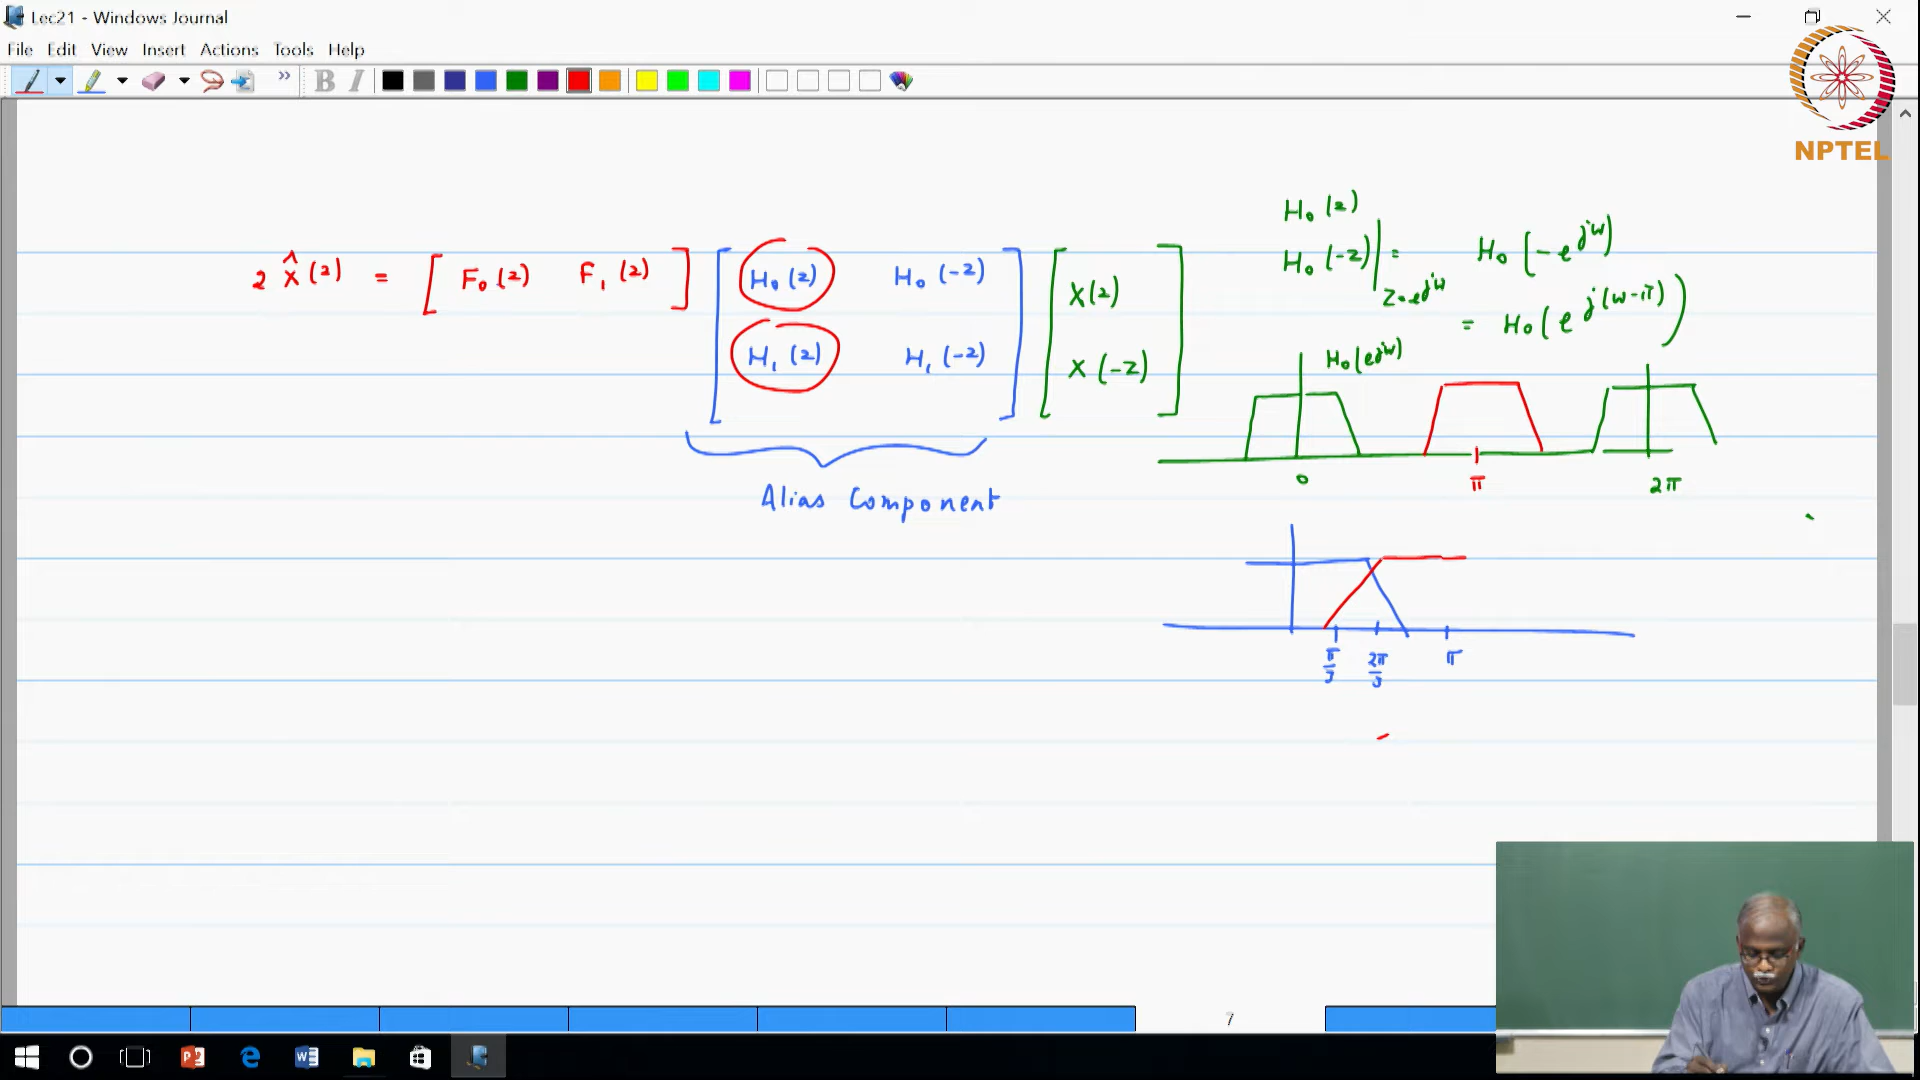 Lec21 - Windows Journal
File Edit View Insert Actions Tools Help
B I
NPTEL
2 X̂(z) = [ F₀(z) F₁(z) ] [ H₀(z) H₀(-z)
H₁(z) H₁(-z) ] [ X(z)
X(-z) ]
Alias Component
H₀(z)
H₀(-z)| z=e^jω = H₀(-e^jω)
= H₀(e^j(ω-π))
H₀(e^jω)
0 π 2π
π/3 2π/3 π
7